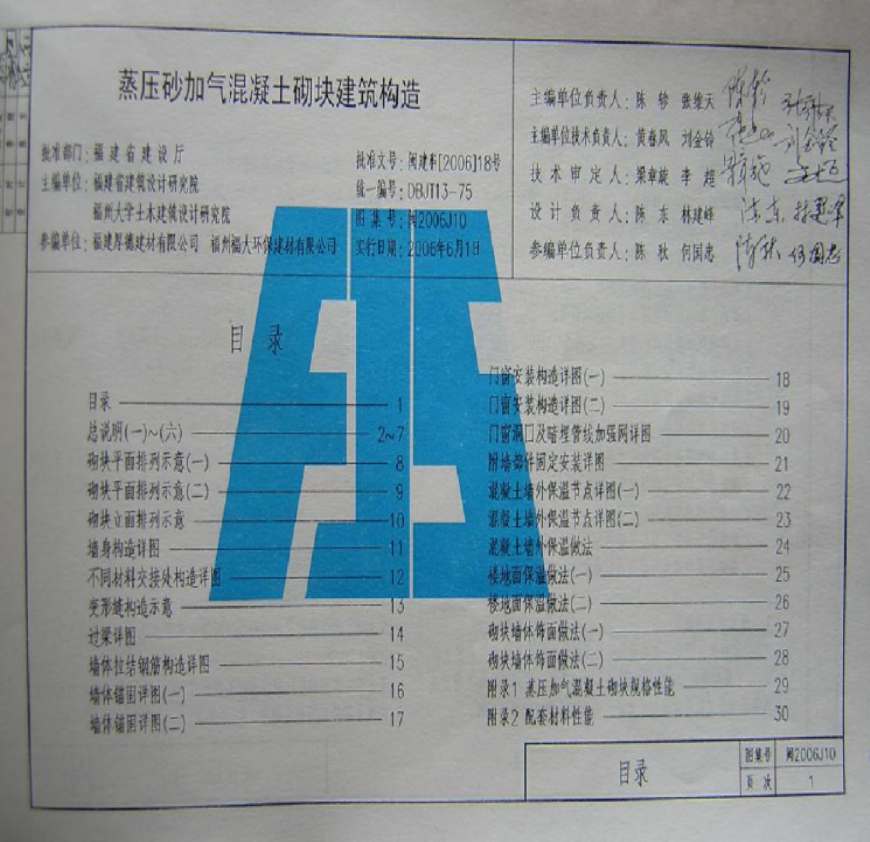 蒸压砂加气混凝土砌块建筑构造
批准部门：福建省建设厅
主编单位：福建省建筑设计研究院
福州大学土木建筑设计研究院
参编单位：福建厚德建材有限公司 福州福大环保建材有限公司
批准文号：闽建科[2006]18号
统一编号：DBJT13-75
图集号：闽2006J10
实行日期：2006年6月1日
主编单位负责人：陈轸 张维天
主编单位技术负责人：黄春风 刘金铃
技术审定人：梁章旋 李超
设计负责人：陈东 林建峰
参编单位负责人：陈秋 何国忠
目录
目录 1
总说明(一)~(六) 2~7
砌块平面排列示意(一) 8
砌块平面排列示意(二) 9
砌块立面排列示意 10
墙身构造详图 11
不同材料交接处构造详图 12
变形缝构造示意 13
过梁详图 14
墙体拉结钢筋构造详图 15
墙体锚固详图(一) 16
墙体锚固详图(二) 17
门窗安装构造详图(一) 18
门窗安装构造详图(二) 19
门窗洞口及暗埋管线加强网详图 20
附墙部件固定安装详图 21
混凝土墙外保温节点详图(一) 22
混凝土墙外保温节点详图(二) 23
混凝土墙外保温做法 24
楼地面保温做法(一) 25
楼地面保温做法(二) 26
砌块墙体饰面做法(一) 27
砌块墙体饰面做法(二) 28
附录1 蒸压加气混凝土砌块规格性能 29
附录2 配套材料性能 30
目录
图集号 闽2006J10
页次 1